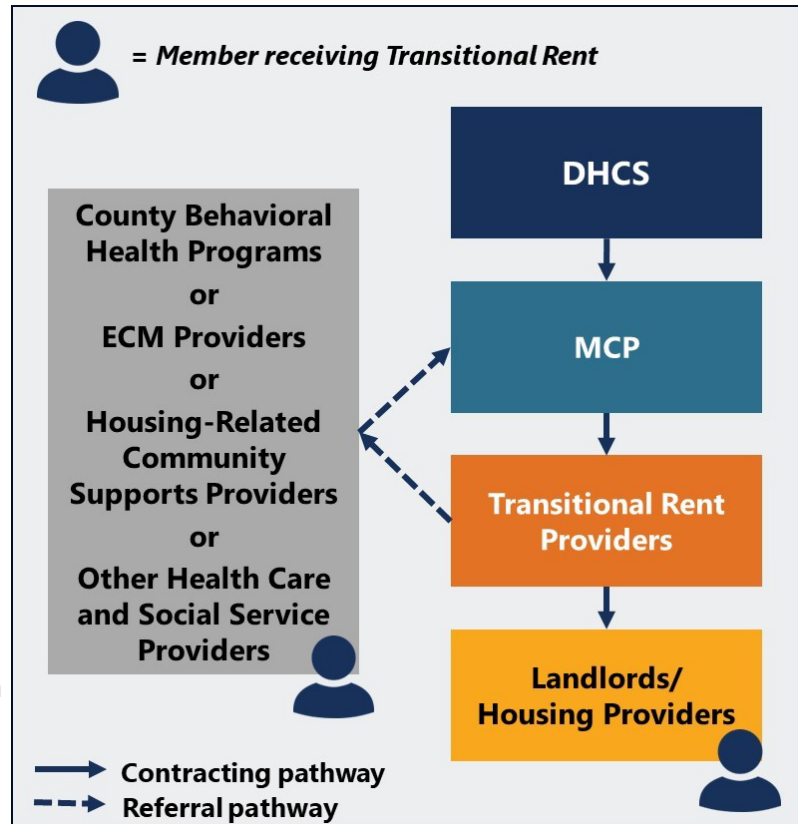 = Member receiving Transitional Rent
County Behavioral
Health Programs
or
ECM Providers
or
Housing-Related
Community
Supports Providers
or
Other Health Care
and Social Service
Providers
DHCS
MCP
Transitional Rent
Providers
Landlords/
Housing Providers
Contracting pathway
Referral pathway